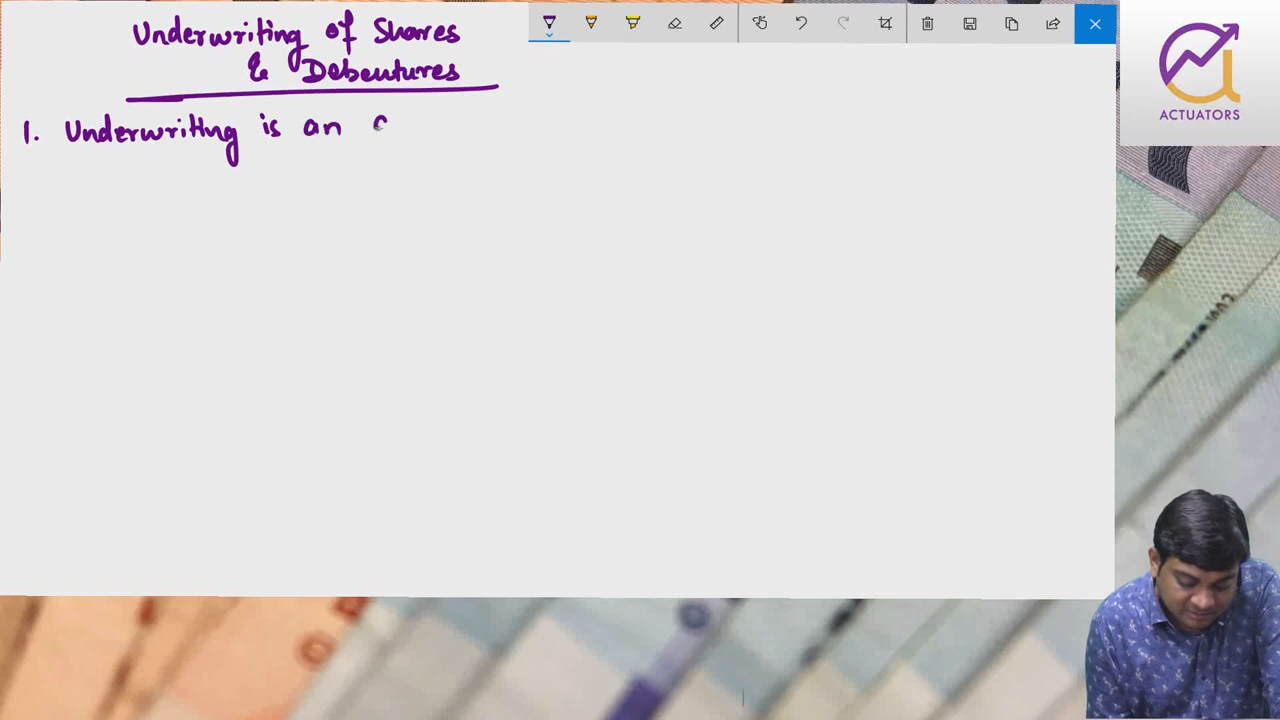 Underwriting of Shares
& Debentures
1. Underwriting is an
ACTUATORS